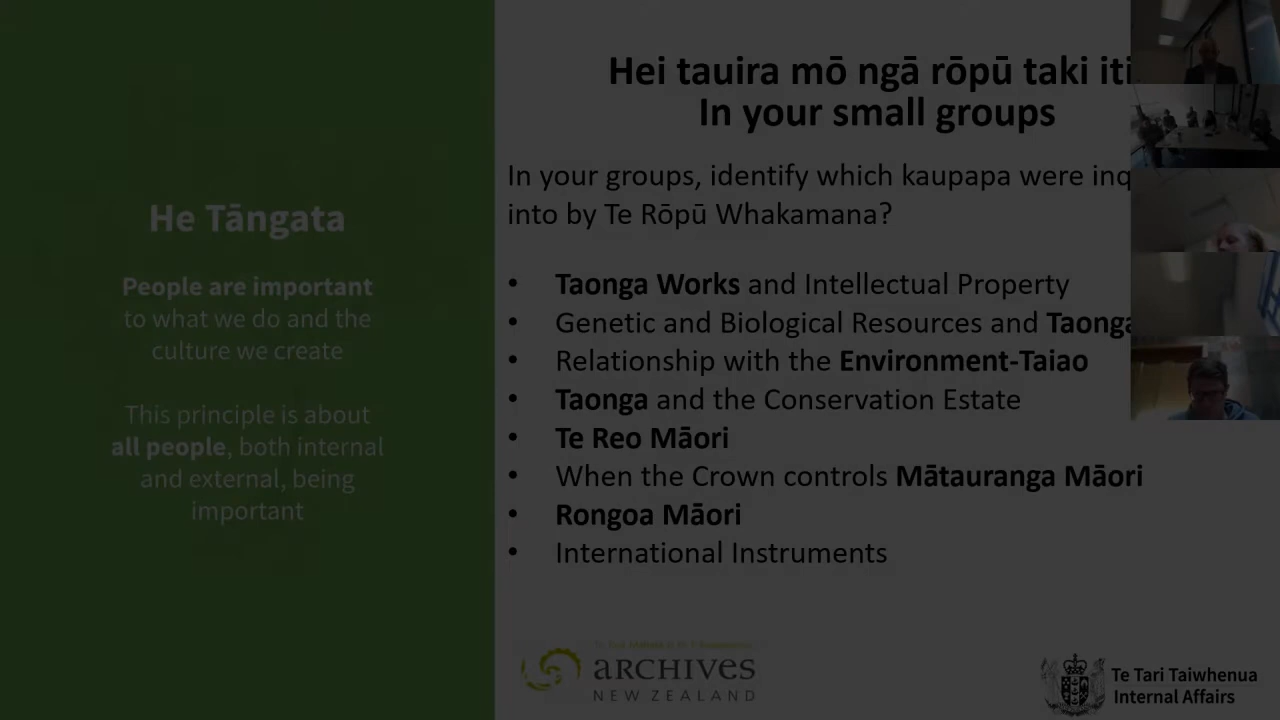 He Tāngata
People are important
to what we do and the
culture we create
This principle is about
all people, both internal
and external, being
important
Hei tauira mō ngā rōpū taki iti
In your small groups
In your groups, identify which kaupapa were inq
into by Te Rōpū Whakamana?
• Taonga Works and Intellectual Property
• Genetic and Biological Resources and Taonga
• Relationship with the Environment-Taiao
• Taonga and the Conservation Estate
• Te Reo Māori
• When the Crown controls Mātauranga Māori
• Rongoa Māori
• International Instruments
ARCHIVES
NEW ZEALAND
Te Tari Taiwhenua
Internal Affairs